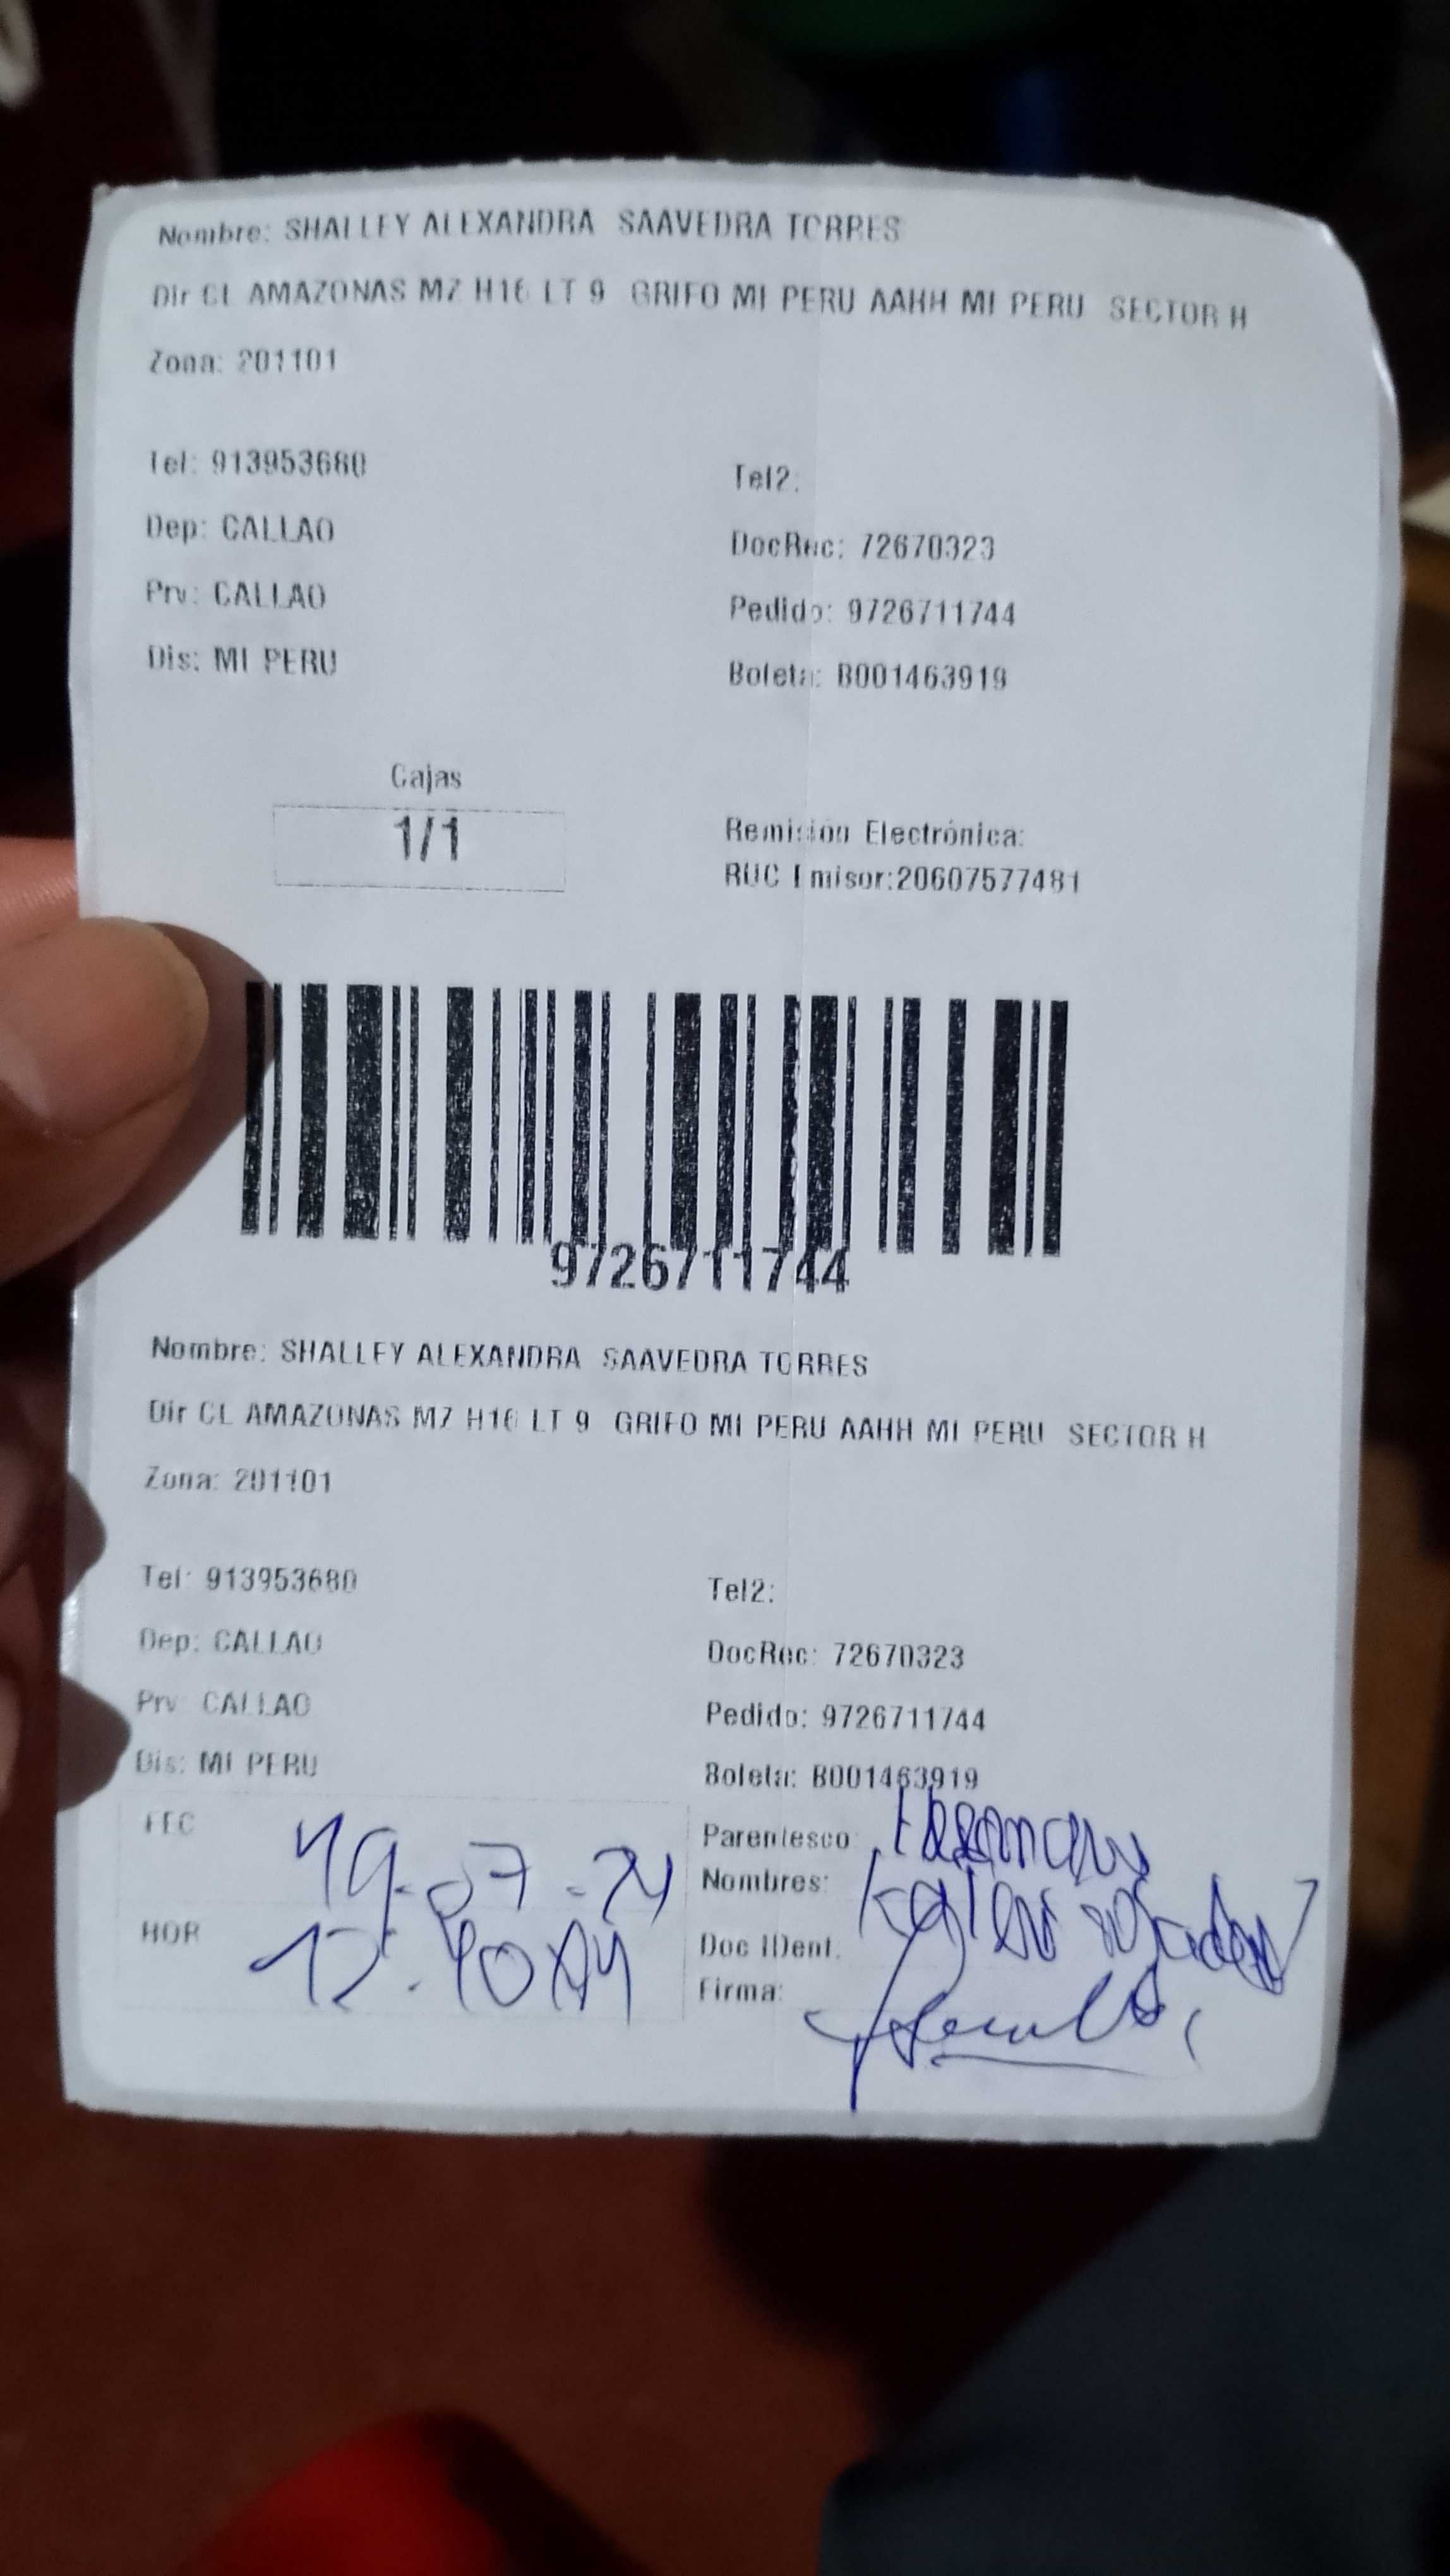 Nombre: SHALLEY ALEXANDRA SAAVEDRA TORRES
Dir CL AMAZONAS MZ H16 LT 9 GRIFO MI PERU AAHH MI PERU SECTOR H
Zona: 201101
Tel: 913953680
Tel2:
Dep: CALLAO
DocRec: 72670323
Prv: CALLAO
Pedido: 9726711744
Dis: MI PERU
Boleta: B001463919
Cajas
1/1
Remisión Electrónica:
RUC Emisor:20607577481
9726711744
Nombre: SHALLEY ALEXANDRA SAAVEDRA TORRES
Dir CL AMAZONAS MZ H16 LT 9 GRIFO MI PERU AAHH MI PERU SECTOR H
Zona: 201101
Tel: 913953680
Tel2:
Dep: CALLAO
DocRec: 72670323
Prv: CALLAO
Pedido: 9726711744
Dis: MI PERU
Boleta: B001463919
FEC 19-07-24
Parentesco
Nombres:
HOR 12:40
Doc IDent.
Firma: